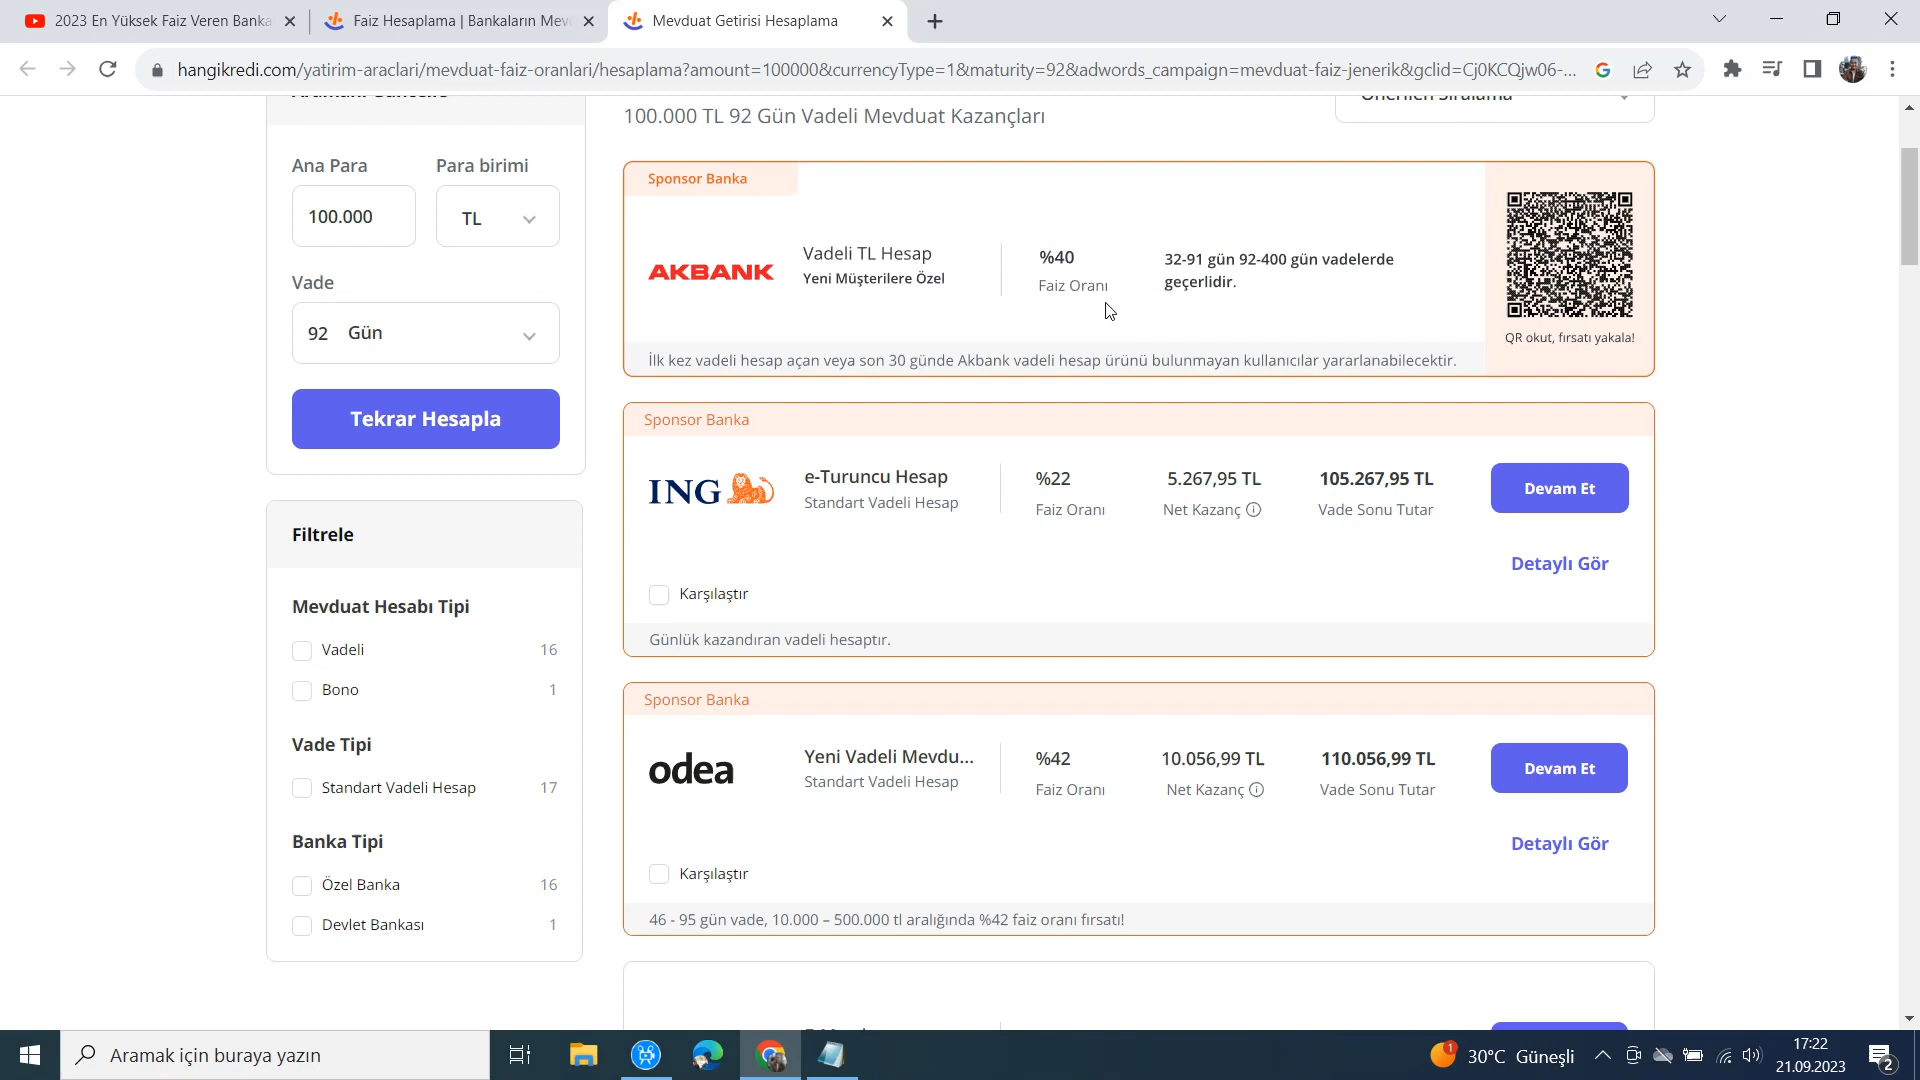 2023 En Yüksek Faiz Veren Banka
Faiz Hesaplama | Bankaların Mev
Mevduat Getirisi Hesaplama
hangikredi.com/yatirim-araclari/mevduat-faiz-oranlari/hesaplama?amount=100000&currencyType=1&maturity=92&adwords_campaign=mevduat-faiz-jenerik&gclid=Cj0KCQjw06-...
100.000 TL 92 Gün Vadeli Mevduat Kazançları
Önerilen Sıralama
Ana Para
Para birimi
100.000
TL
Vade
92 Gün
Tekrar Hesapla
Filtrele
Mevduat Hesabı Tipi
Vadeli 16
Bono 1
Vade Tipi
Standart Vadeli Hesap 17
Banka Tipi
Özel Banka 16
Devlet Bankası 1
Sponsor Banka
AKBANK
Vadeli TL Hesap
Yeni Müşterilere Özel
%40
Faiz Oranı
32-91 gün 92-400 gün vadelerde
geçerlidir.
QR okut, fırsatı yakala!
İlk kez vadeli hesap açan veya son 30 günde Akbank vadeli hesap ürünü bulunmayan kullanıcılar yararlanabilecektir.
Sponsor Banka
ING
e-Turuncu Hesap
Standart Vadeli Hesap
%22
Faiz Oranı
5.267,95 TL
Net Kazanç
105.267,95 TL
Vade Sonu Tutar
Devam Et
Detaylı Gör
Karşılaştır
Günlük kazandıran vadeli hesaptır.
Sponsor Banka
odea
Yeni Vadeli Mevdu...
Standart Vadeli Hesap
%42
Faiz Oranı
10.056,99 TL
Net Kazanç
110.056,99 TL
Vade Sonu Tutar
Devam Et
Detaylı Gör
Karşılaştır
46 - 95 gün vade, 10.000 – 500.000 tl aralığında %42 faiz oranı fırsatı!
Aramak için buraya yazın
1
30°C Güneşli
17:22
21.09.2023
2